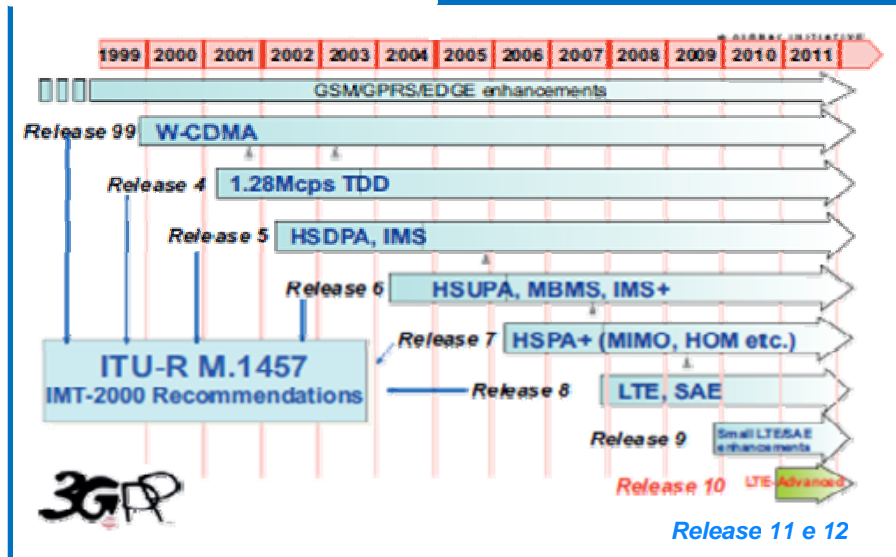 1999 2000 2001 2002 2003 2004 2005 2006 2007 2008 2009 2010 2011
GSM/GPRS/EDGE enhancements
Release 99 W-CDMA
Release 4 1.28Mcps TDD
Release 5 HSDPA, IMS
Release 6 HSUPA, MBMS, IMS+
Release 7 HSPA+ (MIMO, HOM etc.)
ITU-R M.1457
IMT-2000 Recommendations
Release 8 LTE, SAE
Release 9 Small LTE/SAE
enhancements
Release 10 LTE-Advanced
3GPP
Release 11 e 12